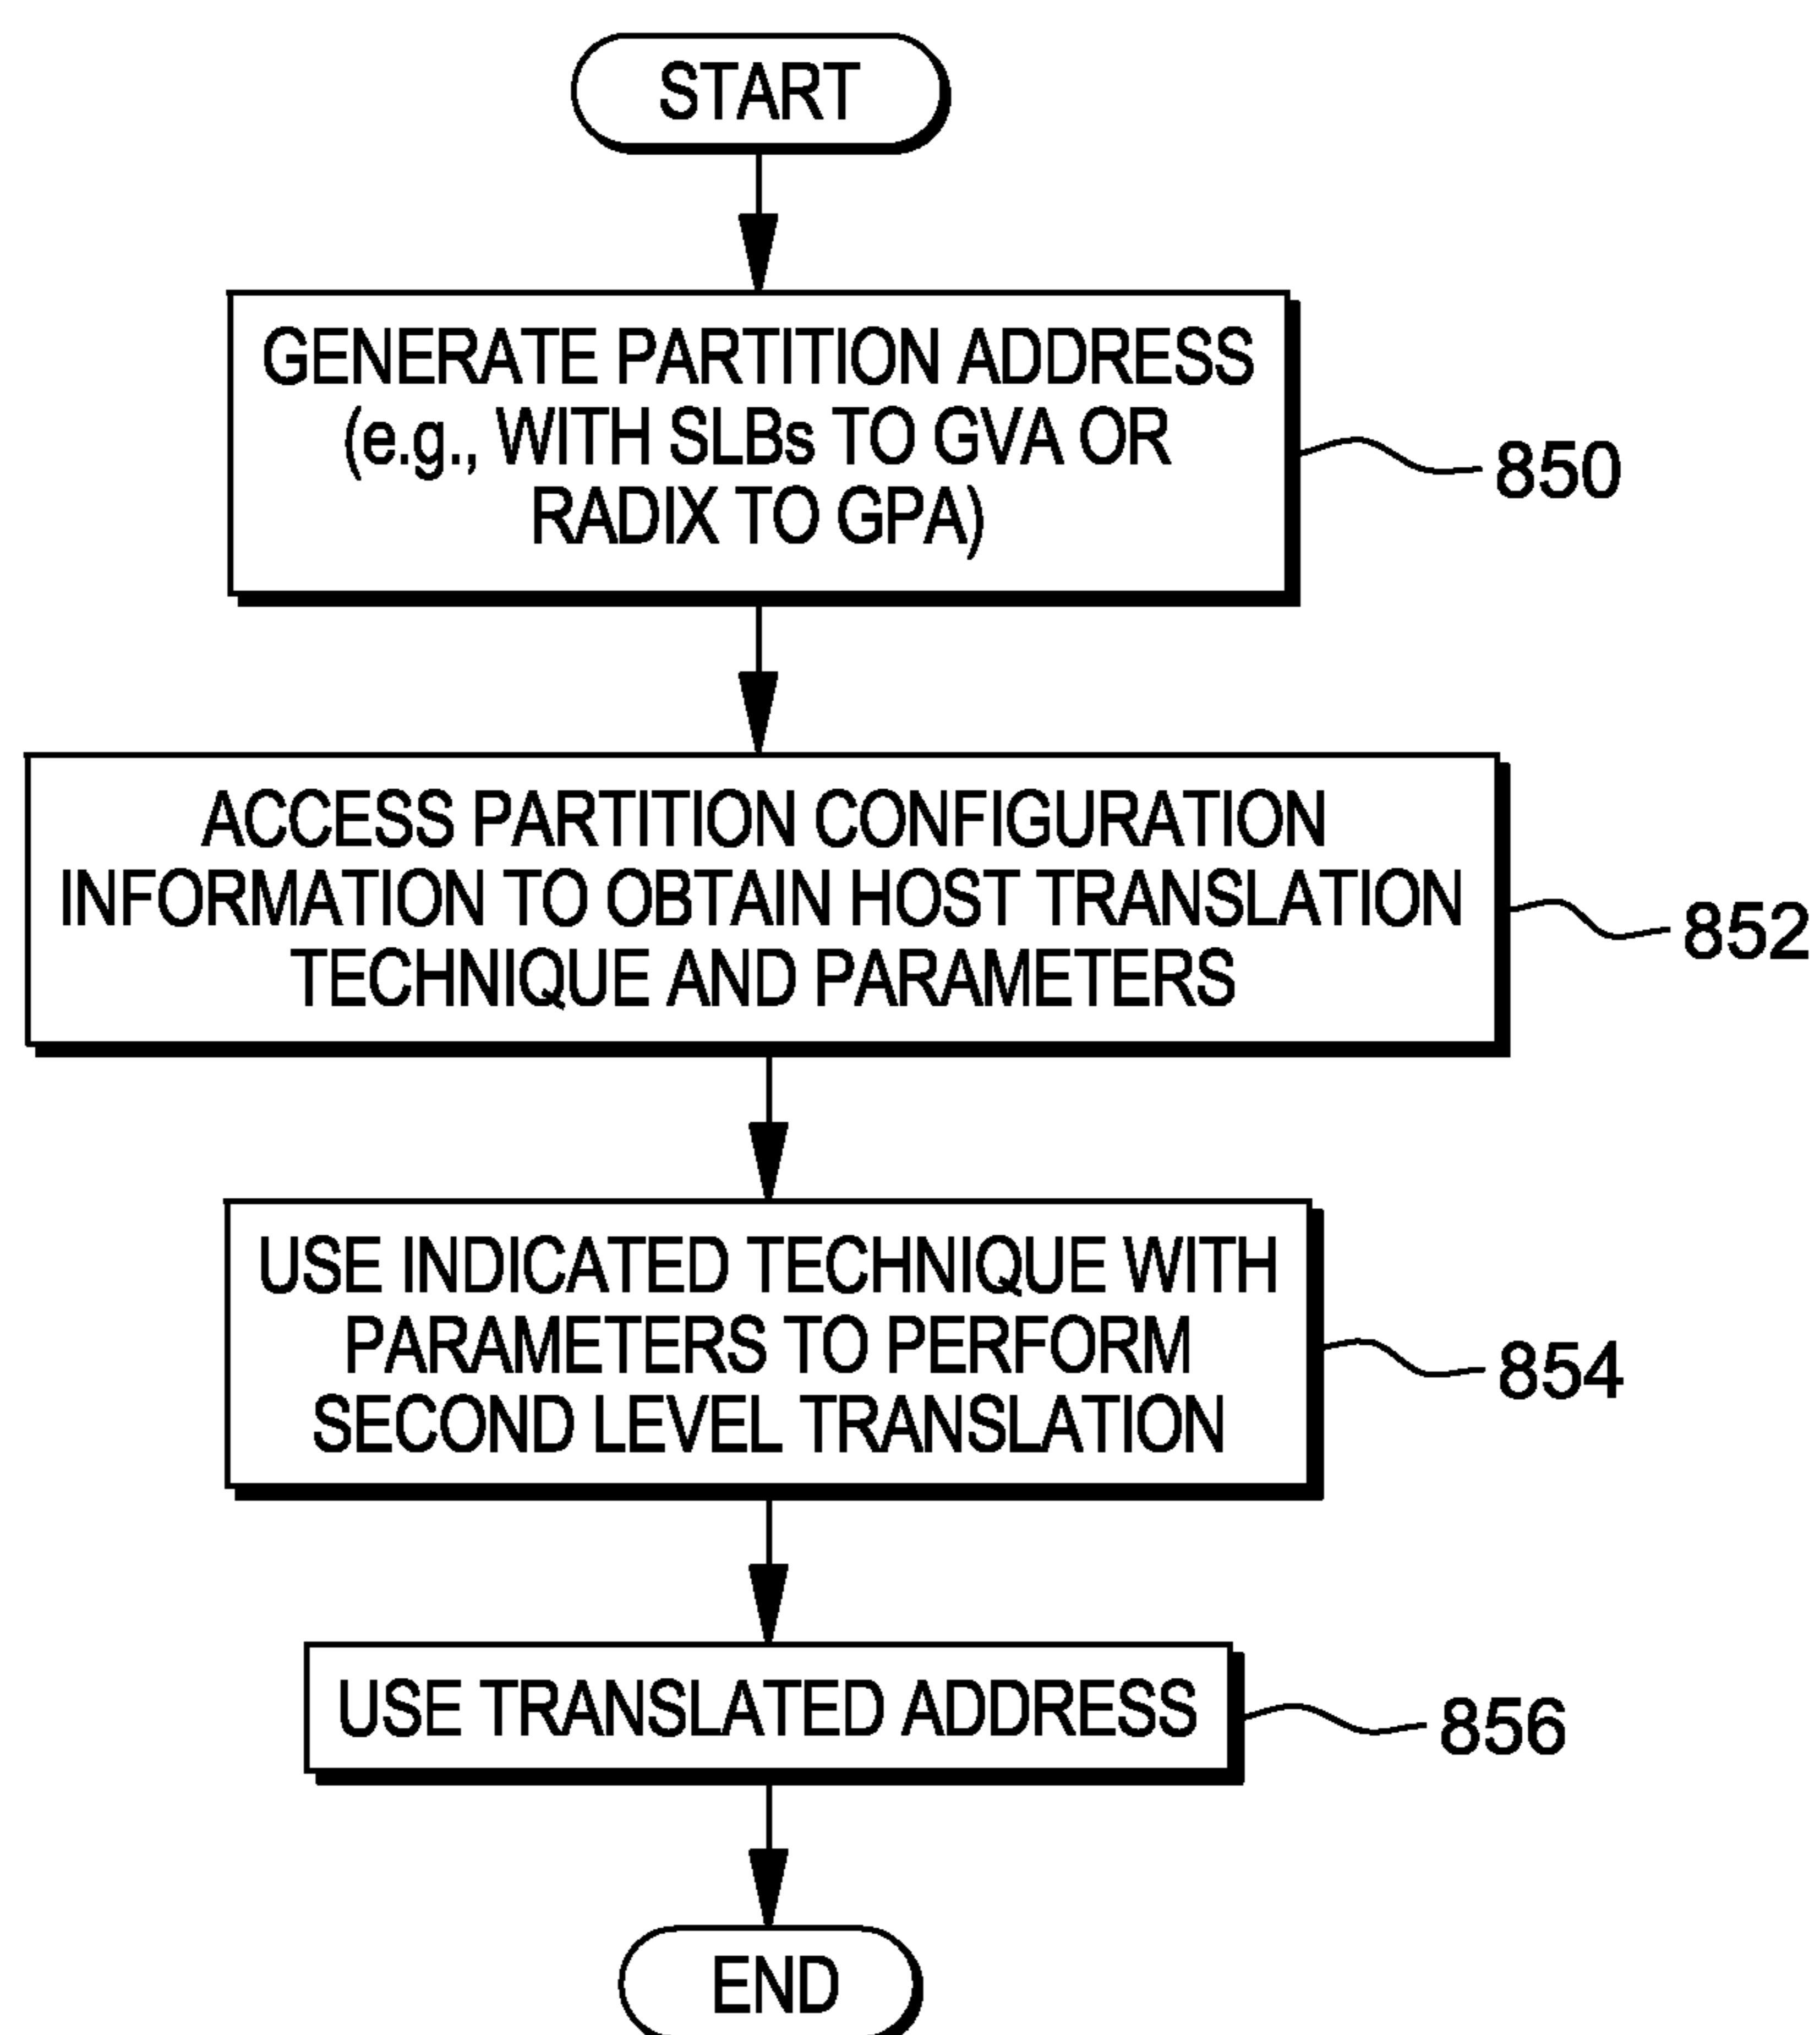 START
GENERATE PARTITION ADDRESS
(e.g., WITH SLBs TO GVA OR
RADIX TO GPA)
850
ACCESS PARTITION CONFIGURATION
INFORMATION TO OBTAIN HOST TRANSLATION
TECHNIQUE AND PARAMETERS
852
USE INDICATED TECHNIQUE WITH
PARAMETERS TO PERFORM
SECOND LEVEL TRANSLATION
854
USE TRANSLATED ADDRESS
856
END